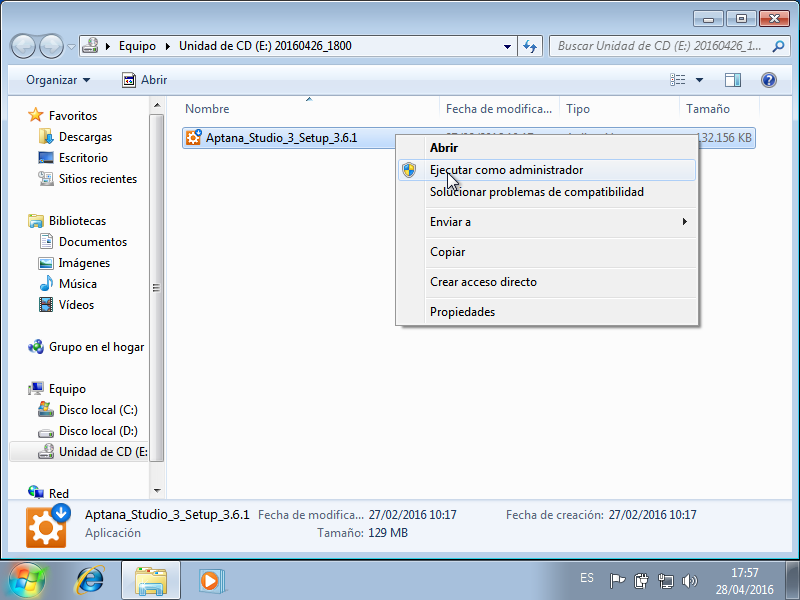 Equipo
Unidad de CD (E:) 20160426_1800
Buscar Unidad de CD (E:) 20160426_1...
Organizar
Abrir
Nombre
Fecha de modifica...
Tipo
Tamaño
Favoritos
Descargas
Escritorio
Sitios recientes
Bibliotecas
Documentos
Imágenes
Música
Vídeos
Grupo en el hogar
Equipo
Disco local (C:)
Disco local (D:)
Unidad de CD (E:
Red
Aptana_Studio_3_Setup_3.6.1
132.156 KB
Abrir
Ejecutar como administrador
Solucionar problemas de compatibilidad
Enviar a
Copiar
Crear acceso directo
Propiedades
Aptana_Studio_3_Setup_3.6.1 Fecha de modifica... 27/02/2016 10:17 Fecha de creación: 27/02/2016 10:17
Aplicación Tamaño: 129 MB
ES
17:57
28/04/2016